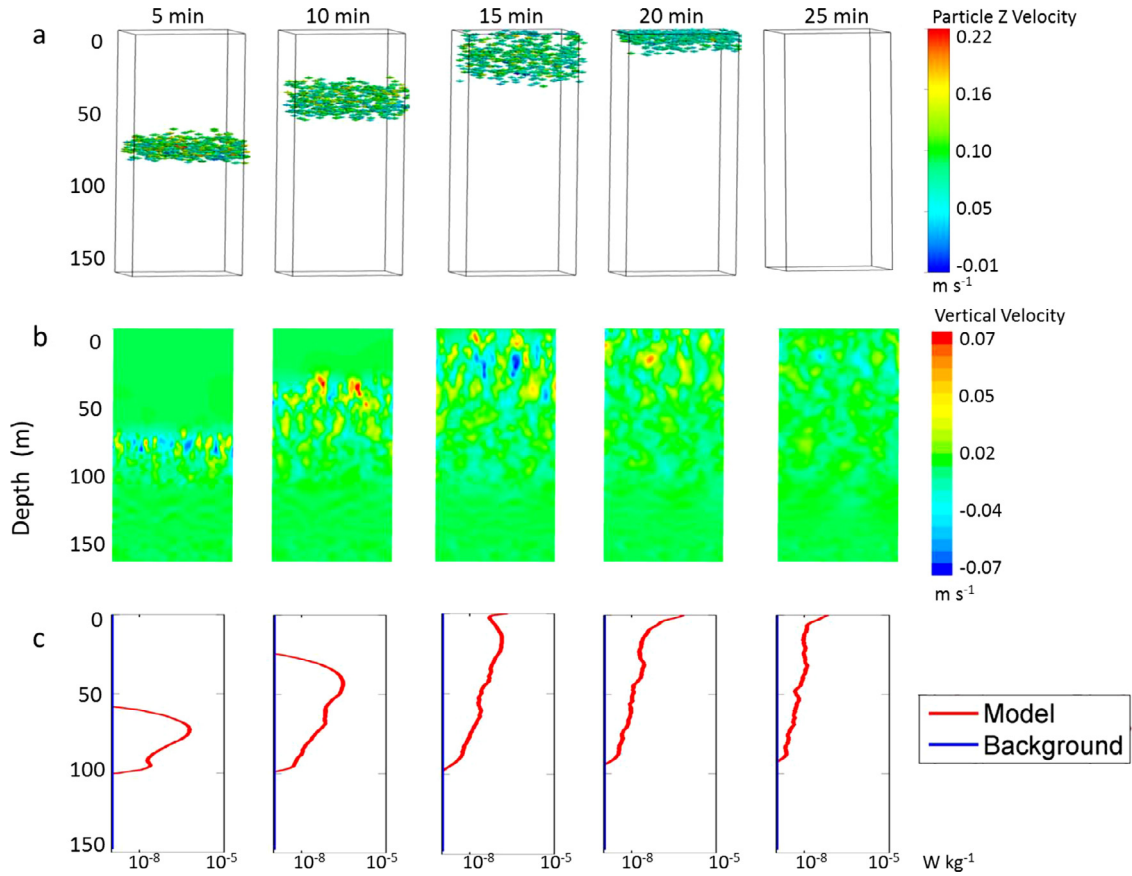 5 min 10 min 15 min 20 min 25 min
Particle Z Velocity
a
0
50
100
150
0.22
0.16
0.10
0.05
-0.01
m s⁻¹
b
Vertical Velocity
0
50
100
150
Depth (m)
0.07
0.05
0.02
-0.04
-0.07
m s⁻¹
c
0
50
100
150
Model
Background
10⁻⁸ 10⁻⁵ 10⁻⁸ 10⁻⁵ 10⁻⁸ 10⁻⁵ 10⁻⁸ 10⁻⁵ 10⁻⁸ 10⁻⁵ W kg⁻¹